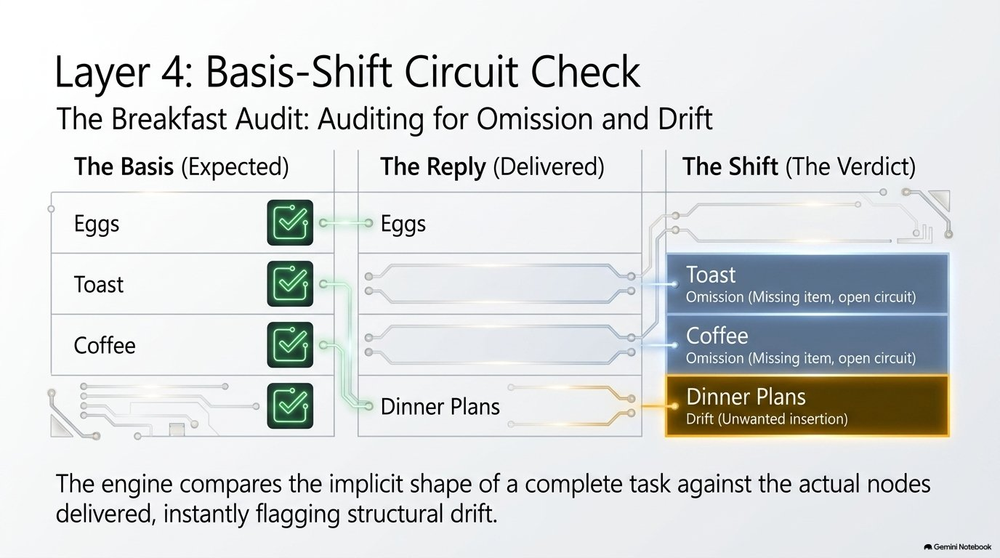 Layer 4: Basis-Shift Circuit Check
The Breakfast Audit: Auditing for Omission and Drift
The Basis (Expected)
The Reply (Delivered)
The Shift (The Verdict)
Eggs
Eggs
Toast
Toast
Omission (Missing item, open circuit)
Coffee
Coffee
Omission (Missing item, open circuit)
Dinner Plans
Dinner Plans
Drift (Unwanted insertion)
The engine compares the implicit shape of a complete task against the actual nodes
delivered, instantly flagging structural drift.
Gemini Notebook